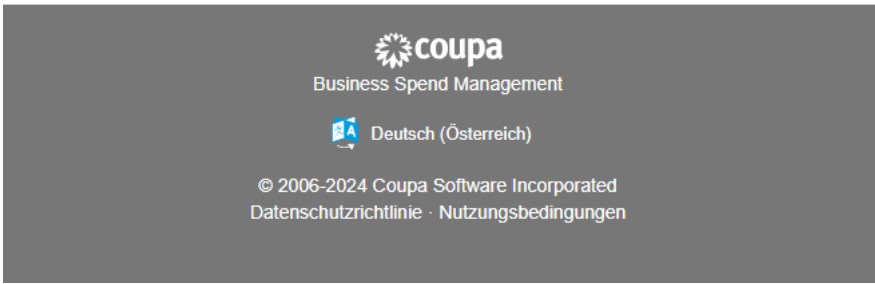 coupa
Business Spend Management
Deutsch (Österreich)
© 2006-2024 Coupa Software Incorporated
Datenschutzrichtlinie · Nutzungsbedingungen